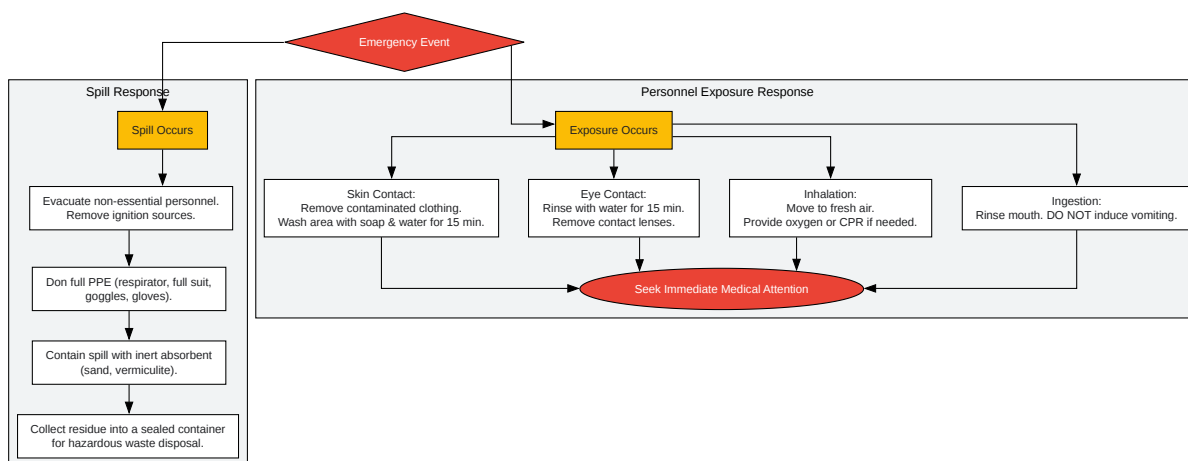 Emergency Event
Spill Response
Spill Occurs
Evacuate non-essential personnel.
Remove ignition sources.
Don full PPE (respirator, full suit,
goggles, gloves).
Contain spill with inert absorbent
(sand, vermiculite).
Collect residue into a sealed container
for hazardous waste disposal.
Personnel Exposure Response
Exposure Occurs
Skin Contact:
Remove contaminated clothing.
Wash area with soap & water for 15 min.
Eye Contact:
Rinse with water for 15 min.
Remove contact lenses.
Inhalation:
Move to fresh air.
Provide oxygen or CPR if needed.
Ingestion:
Rinse mouth. DO NOT induce vomiting.
Seek Immediate Medical Attention